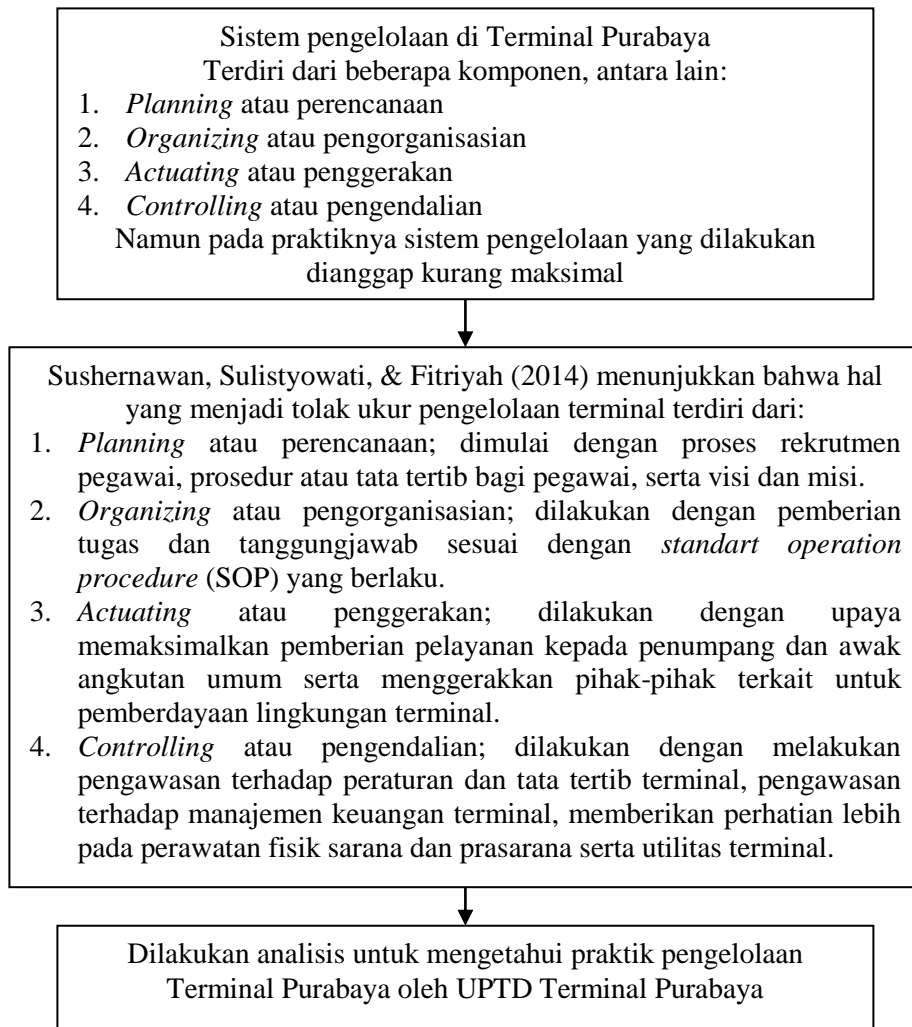 Sistem pengelolaan di Terminal Purabaya
Terdiri dari beberapa komponen, antara lain:
1. Planning atau perencanaan
2. Organizing atau pengorganisasian
3. Actuating atau penggerakan
4. Controlling atau pengendalian
Namun pada praktiknya sistem pengelolaan yang dilakukan
dianggap kurang maksimal
Sushernawan, Sulistyowati, & Fitriyah (2014) menunjukkan bahwa hal
yang menjadi tolak ukur pengelolaan terminal terdiri dari:
1. Planning atau perencanaan; dimulai dengan proses rekrutmen
pegawai, prosedur atau tata tertib bagi pegawai, serta visi dan misi.
2. Organizing atau pengorganisasian; dilakukan dengan pemberian
tugas dan tanggungjawab sesuai dengan standart operation
procedure (SOP) yang berlaku.
3. Actuating atau penggerakan; dilakukan dengan upaya
memaksimalkan pemberian pelayanan kepada penumpang dan awak
angkutan umum serta menggerakkan pihak-pihak terkait untuk
pemberdayaan lingkungan terminal.
4. Controlling atau pengendalian; dilakukan dengan melakukan
pengawasan terhadap peraturan dan tata tertib terminal, pengawasan
terhadap manajemen keuangan terminal, memberikan perhatian lebih
pada perawatan fisik sarana dan prasarana serta utilitas terminal.
Dilakukan analisis untuk mengetahui praktik pengelolaan
Terminal Purabaya oleh UPTD Terminal Purabaya